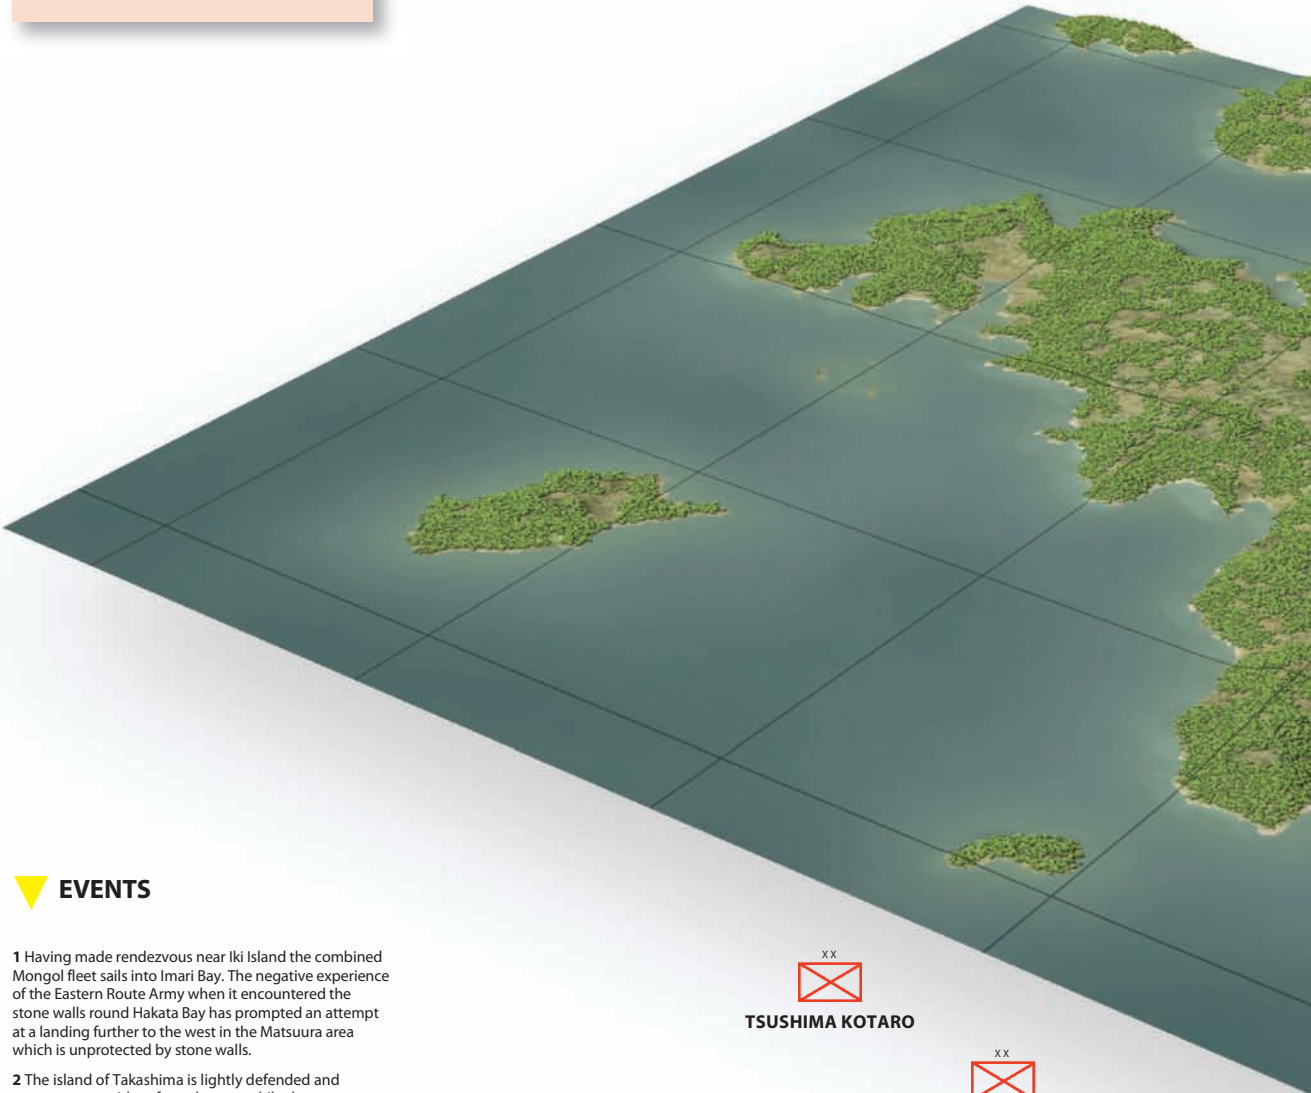 EVENTS
1 Having made rendezvous near Iki Island the combined
Mongol fleet sails into Imari Bay. The negative experience
of the Eastern Route Army when it encountered the
stone walls round Hakata Bay has prompted an attempt
at a landing further to the west in the Matsuura area
which is unprotected by stone walls.
2 The island of Takashima is lightly defended and
xx
TSUSHIMA KOTARO
xx